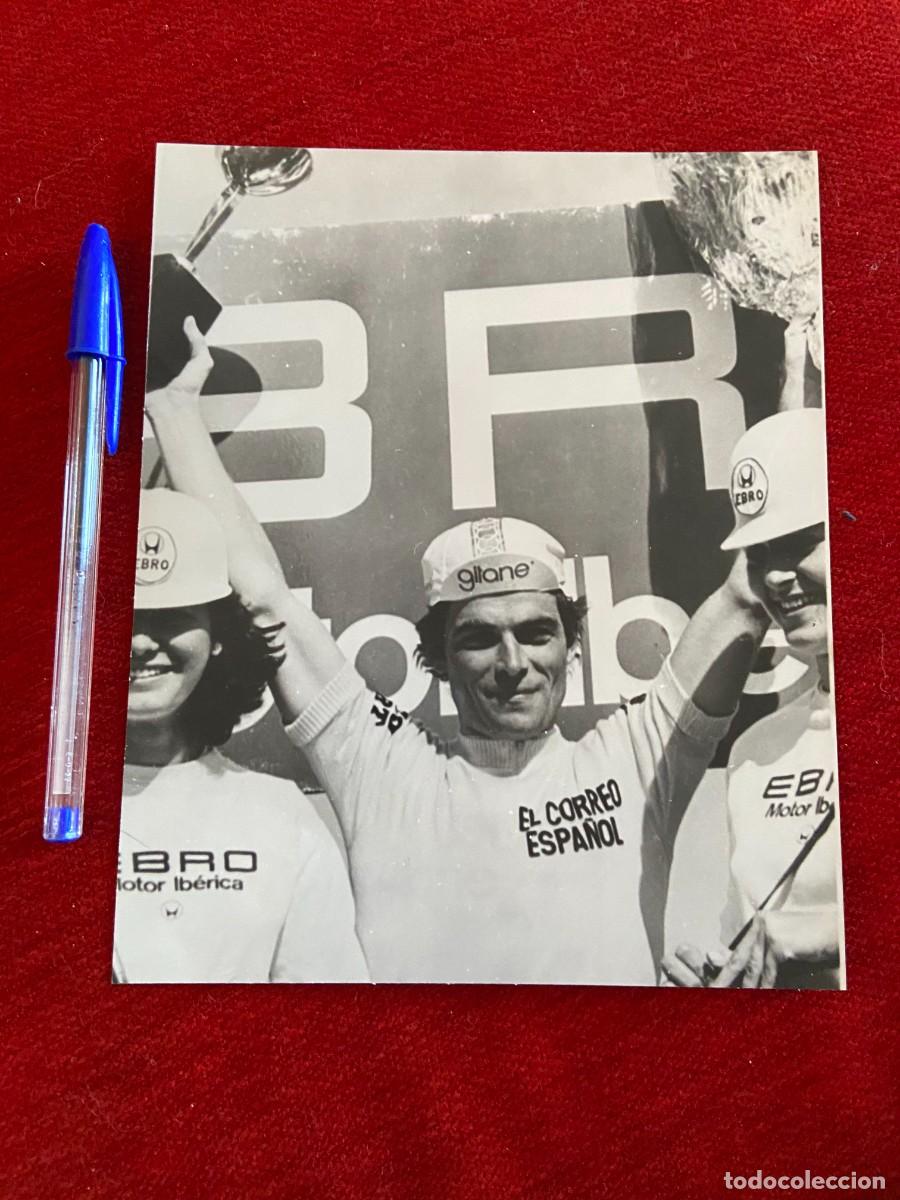 BR
EBRO
EBRO
gitane
EL CORREO
ESPAÑOL
EBRO
Motor Ibérica
EBR
Motor Ib
todocoleccion